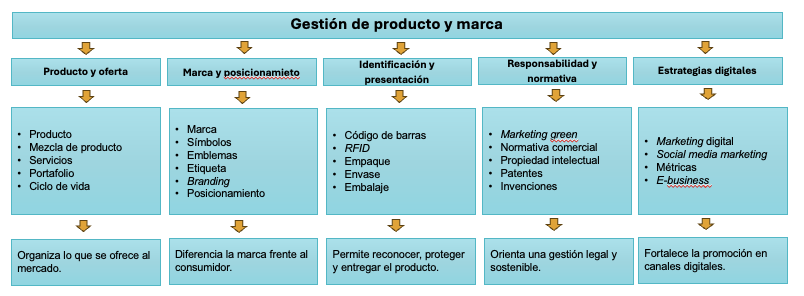 Gestión de producto y marca
Producto y oferta
Marca y posicionamieto
Identificación y
presentación
Responsabilidad y
normativa
Estrategias digitales
• Producto
• Mezcla de producto
• Servicios
• Portafolio
• Ciclo de vida
• Marca
• Símbolos
• Emblemas
• Etiqueta
• Branding
• Posicionamiento
• Código de barras
• RFID
• Empaque
• Envase
• Embalaje
• Marketing green
• Normativa comercial
• Propiedad intelectual
• Patentes
• Invenciones
• Marketing digital
• Social media marketing
• Métricas
• E-business
Organiza lo que se ofrece al
mercado.
Diferencia la marca frente al
consumidor.
Permite reconocer, proteger
y entregar el producto.
Orienta una gestión legal y
sostenible.
Fortalece la promoción en
canales digitales.